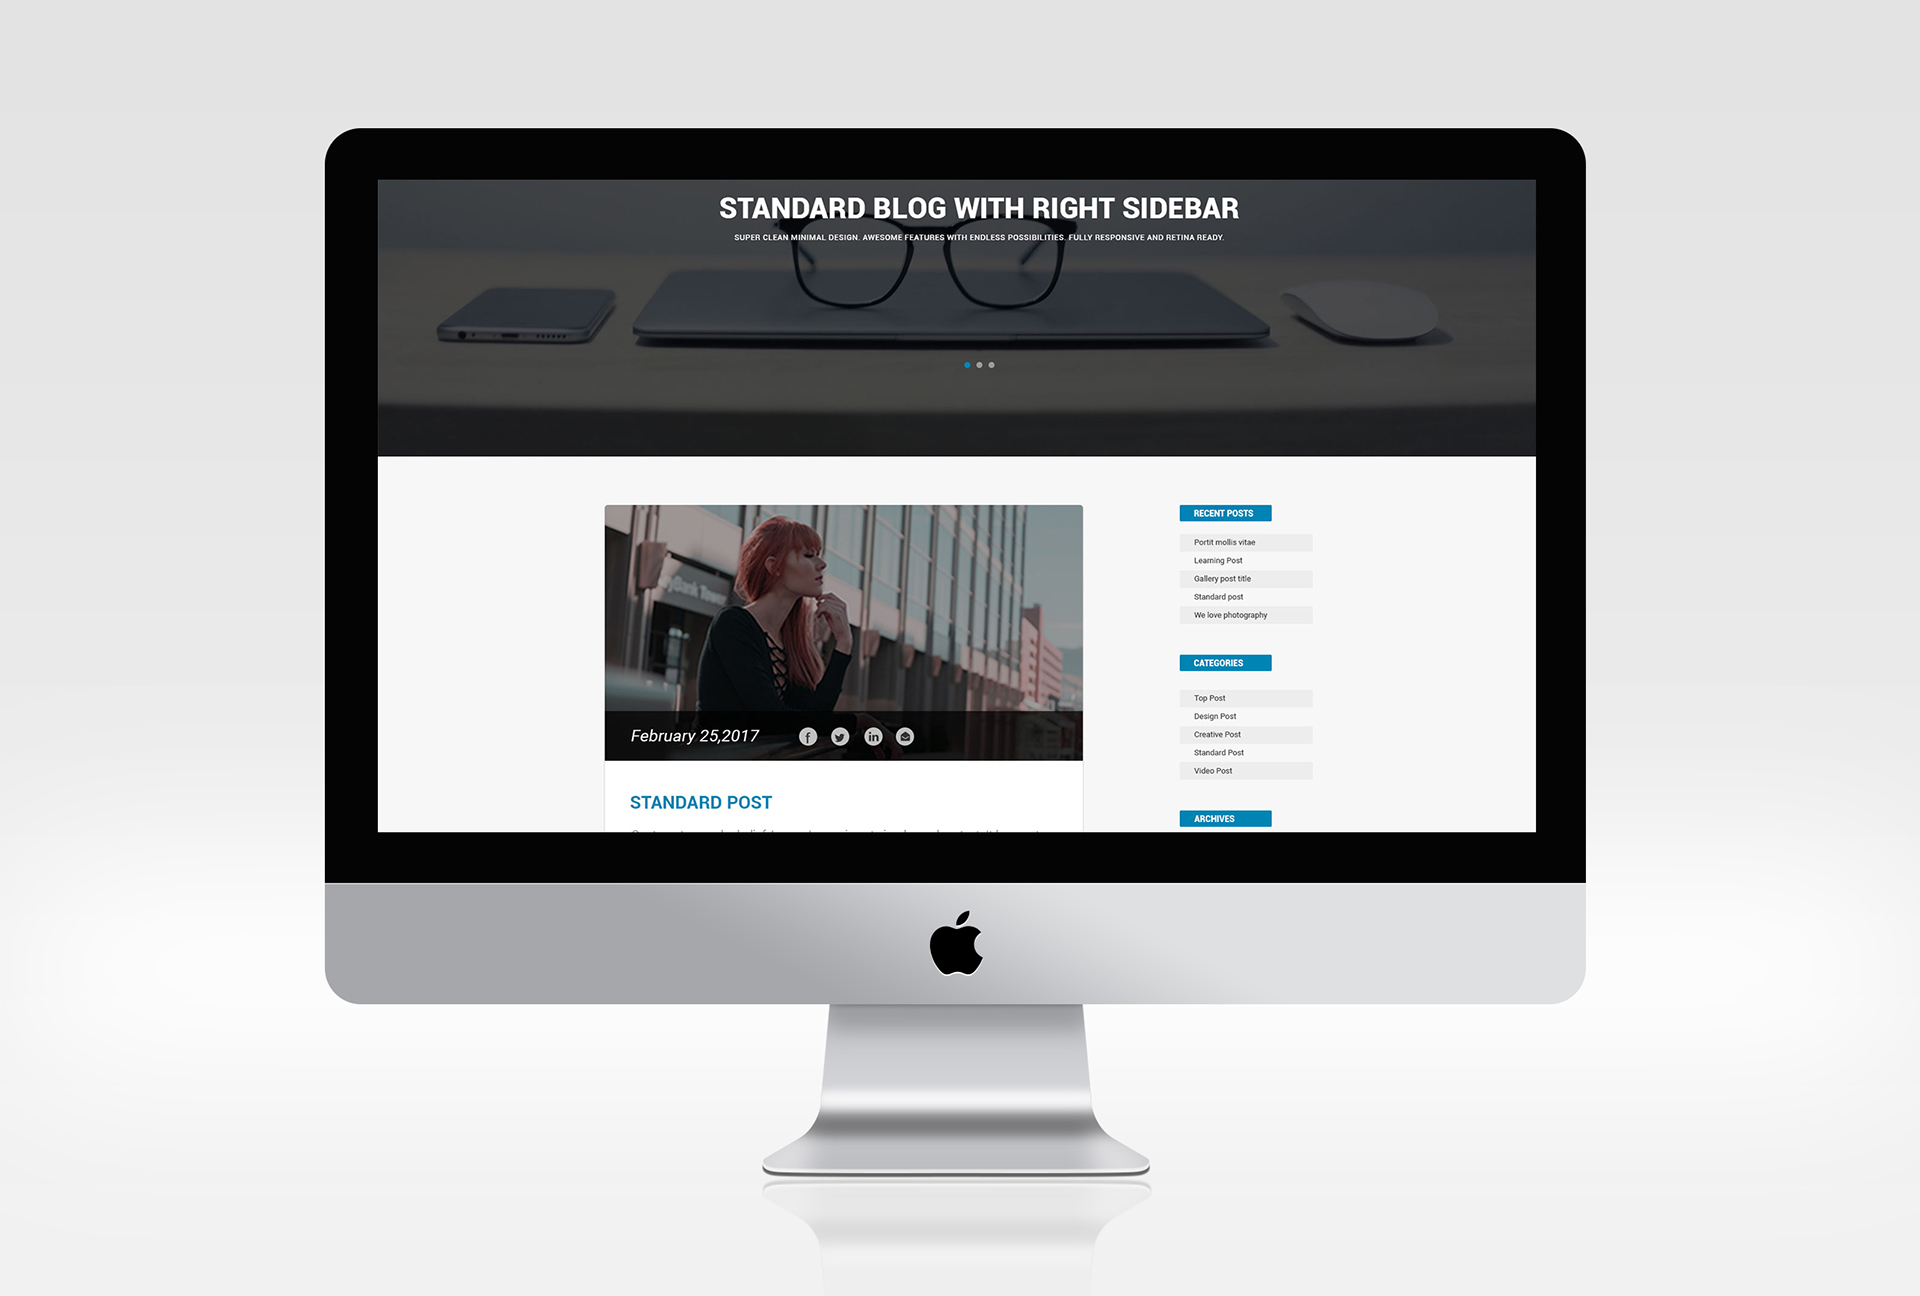 STANDARD BLOG WITH RIGHT SIDEBAR
SUPER CLEAN MINIMAL DESIGN. AWESOME FEATURES WITH ENDLESS POSSIBILITIES. FULLY RESPONSIVE AND RETINA READY.
Bank Tower
February 25,2017
STANDARD POST
RECENT POSTS
Portit mollis vitae
Learning Post
Gallery post title
Standard post
We love photography
CATEGORIES
Top Post
Design Post
Creative Post
Standard Post
Video Post
ARCHIVES